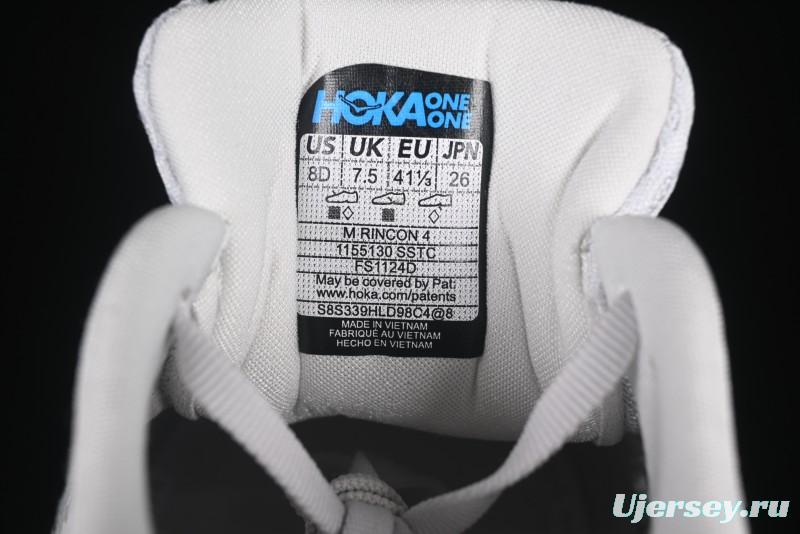 HOKA ONE ONE
US UK EU JPN
8D 7.5 41⅓ 26
M RINCON 4
1155130 SSTC
FS1124D
May be covered by Pat:
www.hoka.com/patents
S8S339HLD98C4@8
MADE IN VIETNAM
FABRIQUÉ AU VIETNAM
HECHO EN VIETNAM
Ujersey.ru